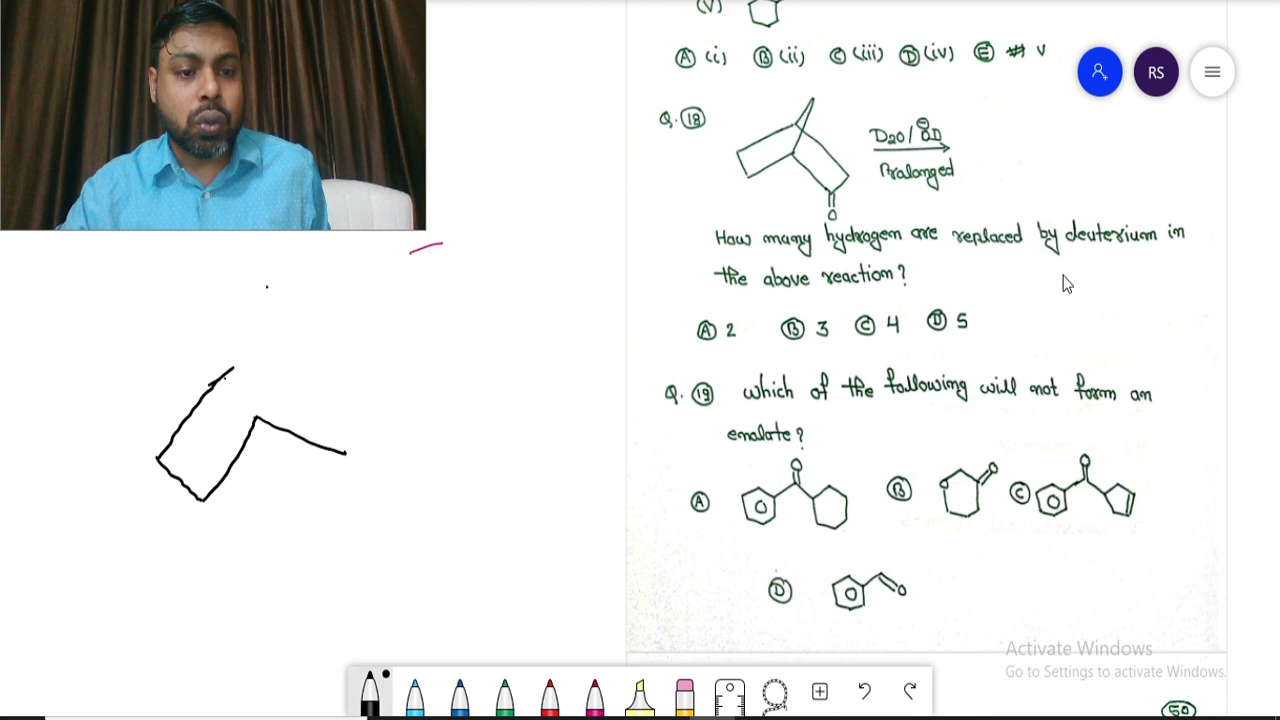 (v)
Ⓐ (i) Ⓑ (ii) Ⓒ (iii) Ⓓ (iv) Ⓔ v
RS
Q. ⑱
D2O / ⊖OD
Prolonged
O
How many hydrogen are replaced by deuterium in
the above reaction?
Ⓐ 2 Ⓑ 3 Ⓒ 4 Ⓓ 5
Q. ⑲ which of the following will not form an
enolate?
Ⓐ O Ⓑ O Ⓒ O
Ⓓ O
Activate Windows
Go to Settings to activate Windows.
50